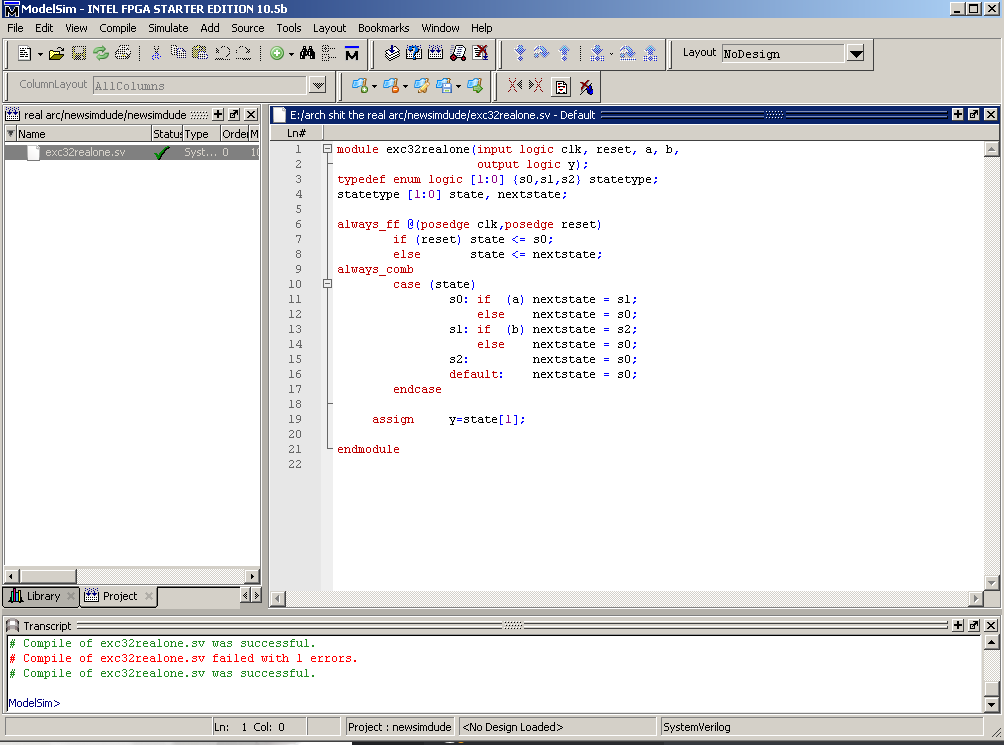 ModelSim - INTEL FPGA STARTER EDITION 10.5b
File Edit View Compile Simulate Add Source Tools Layout Bookmarks Window Help
Layout NoDesign
ColumnLayout AllColumns
real arc/newsimdude/newsimdude
Name Status Type Orde M
exc32realone.sv Syst... 0 10
E:/arch shit the real arc/newsimdude/exc32realone.sv - Default
Ln#
1 module exc32realone(input logic clk, reset, a, b,
2 output logic y);
3 typedef enum logic [1:0] {s0,s1,s2} statetype;
4 statetype [1:0] state, nextstate;
5
6 always_ff @(posedge clk,posedge reset)
7 if (reset) state <= s0;
8 else state <= nextstate;
9 always_comb
10 case (state)
11 s0: if (a) nextstate = s1;
12 else nextstate = s0;
13 s1: if (b) nextstate = s2;
14 else nextstate = s0;
15 s2: nextstate = s0;
16 default: nextstate = s0;
17 endcase
18
19 assign y=state[1];
20
21 endmodule
22
Library Project
Transcript
# Compile of exc32realone.sv was successful.
# Compile of exc32realone.sv failed with 1 errors.
# Compile of exc32realone.sv was successful.
ModelSim>
Ln: 1 Col: 0 Project : newsimdude <No Design Loaded> SystemVerilog